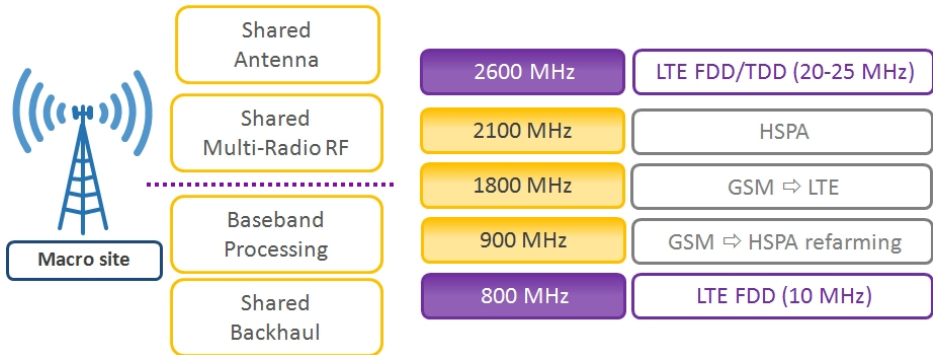 Shared
Antenna
Shared
Multi-Radio RF
Baseband
Processing
Shared
Backhaul
Macro site
2600 MHz
LTE FDD/TDD (20-25 MHz)
2100 MHz
HSPA
1800 MHz
GSM ⇨ LTE
900 MHz
GSM ⇨ HSPA refarming
800 MHz
LTE FDD (10 MHz)